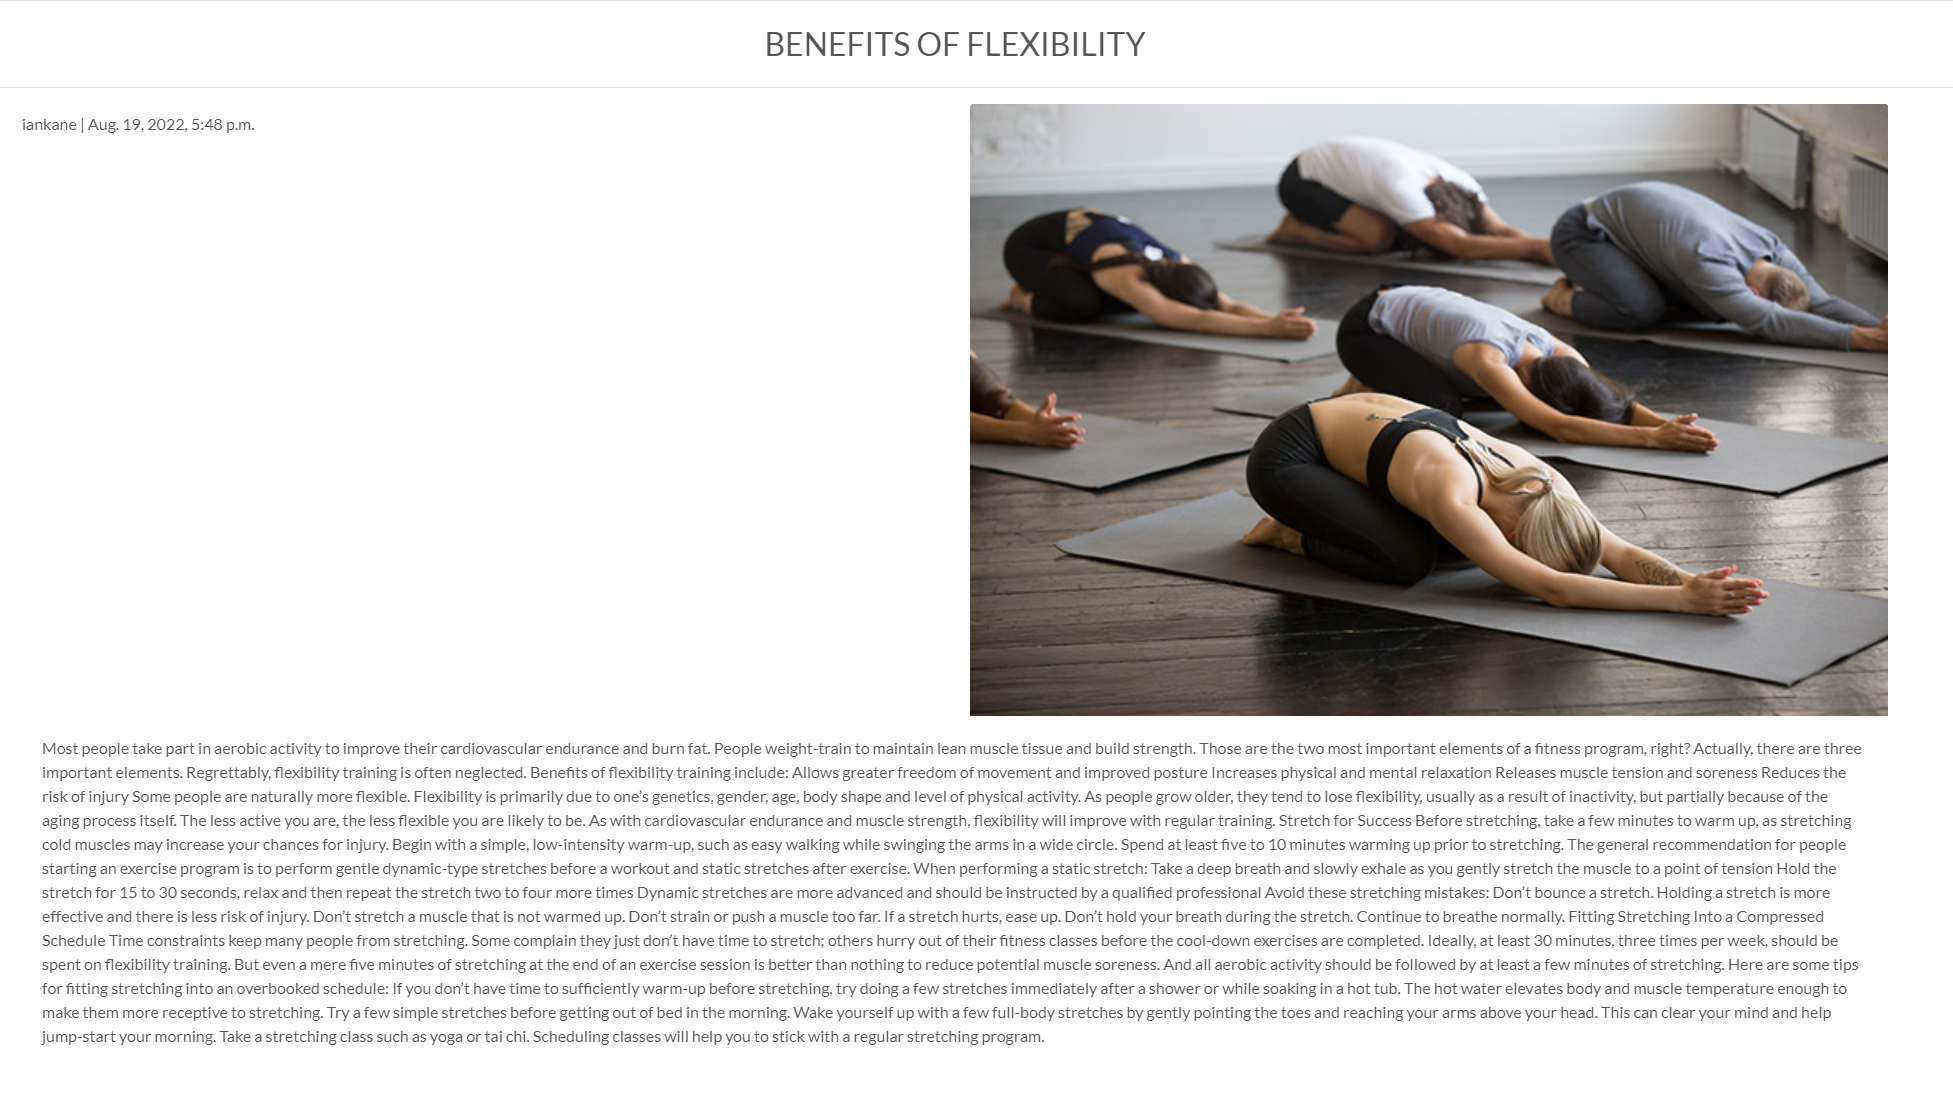 BENEFITS OF FLEXIBILITY
iankane | Aug. 19, 2022, 5:48 p.m.
Most people take part in aerobic activity to improve their cardiovascular endurance and burn fat. People weight-train to maintain lean muscle tissue and build strength. Those are the two most important elements of a fitness program, right? Actually, there are three
important elements. Regrettably, flexibility training is often neglected. Benefits of flexibility training include: Allows greater freedom of movement and improved posture Increases physical and mental relaxation Releases muscle tension and soreness Reduces the
risk of injury Some people are naturally more flexible. Flexibility is primarily due to one’s genetics, gender, age, body shape and level of physical activity. As people grow older, they tend to lose flexibility, usually as a result of inactivity, but partially because of the
aging process itself. The less active you are, the less flexible you are likely to be. As with cardiovascular endurance and muscle strength, flexibility will improve with regular training. Stretch for Success Before stretching, take a few minutes to warm up, as stretching
cold muscles may increase your chances for injury. Begin with a simple, low-intensity warm-up, such as easy walking while swinging the arms in a wide circle. Spend at least five to 10 minutes warming up prior to stretching. The general recommendation for people
starting an exercise program is to perform gentle dynamic-type stretches before a workout and static stretches after exercise. When performing a static stretch: Take a deep breath and slowly exhale as you gently stretch the muscle to a point of tension Hold the
stretch for 15 to 30 seconds, relax and then repeat the stretch two to four more times Dynamic stretches are more advanced and should be instructed by a qualified professional Avoid these stretching mistakes: Don’t bounce a stretch. Holding a stretch is more
effective and there is less risk of injury. Don’t stretch a muscle that is not warmed up. Don’t strain or push a muscle too far. If a stretch hurts, ease up. Don’t hold your breath during the stretch. Continue to breathe normally. Fitting Stretching Into a Compressed
Schedule Time constraints keep many people from stretching. Some complain they just don’t have time to stretch; others hurry out of their fitness classes before the cool-down exercises are completed. Ideally, at least 30 minutes, three times per week, should be
spent on flexibility training. But even a mere five minutes of stretching at the end of an exercise session is better than nothing to reduce potential muscle soreness. And all aerobic activity should be followed by at least a few minutes of stretching. Here are some tips
for fitting stretching into an overbooked schedule: If you don’t have time to sufficiently warm-up before stretching, try doing a few stretches immediately after a shower or while soaking in a hot tub. The hot water elevates body and muscle temperature enough to
make them more receptive to stretching. Try a few simple stretches before getting out of bed in the morning. Wake yourself up with a few full-body stretches by gently pointing the toes and reaching your arms above your head. This can clear your mind and help
jump-start your morning. Take a stretching class such as yoga or tai chi. Scheduling classes will help you to stick with a regular stretching program.